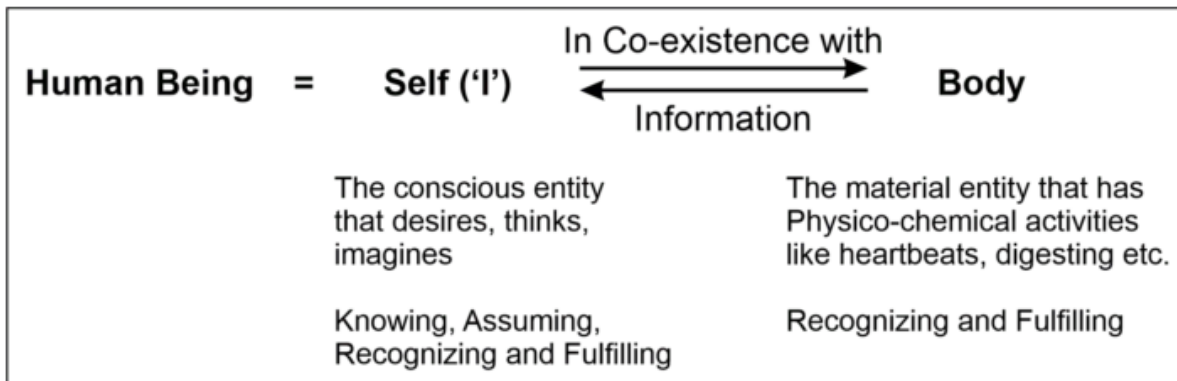 In Co-existence with
Human Being = Self (‘I’) Body
Information
The conscious entity
that desires, thinks,
imagines
The material entity that has
Physico-chemical activities
like heartbeats, digesting etc.
Knowing, Assuming,
Recognizing and Fulfilling
Recognizing and Fulfilling